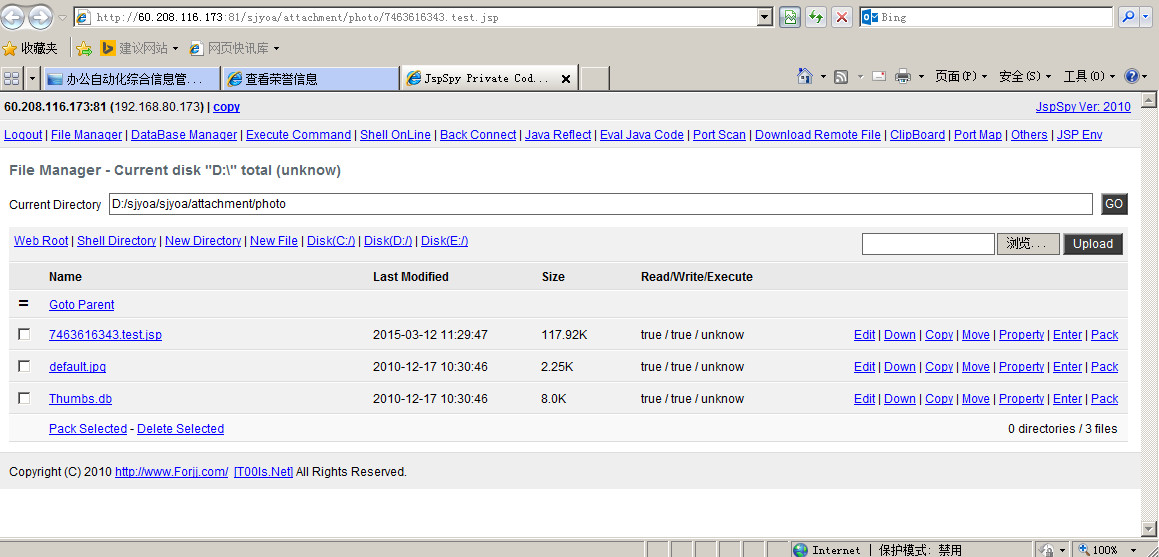 http://60.208.116.173:81/sjyoa/attachment/photo/7463616343.test.jsp Bing
收藏夹 建议网站 网页快讯库
办公自动化综合信息管... 查看荣誉信息 JspSpy Private Cod... 页面(P) 安全(S) 工具(O)
60.208.116.173:81 (192.168.80.173) | copy JspSpy Ver: 2010
Logout | File Manager | DataBase Manager | Execute Command | Shell OnLine | Back Connect | Java Reflect | Eval Java Code | Port Scan | Download Remote File | ClipBoard | Port Map | Others | JSP Env
File Manager - Current disk "D:\" total (unknow)
Current Directory D:/sjyoa/sjyoa/attachment/photo GO
Web Root | Shell Directory | New Directory | New File | Disk(C:/) | Disk(D:/) | Disk(E:/) 浏览... Upload
Name Last Modified Size Read/Write/Execute
= Goto Parent
7463616343.test.jsp 2015-03-12 11:29:47 117.92K true / true / unknow Edit | Down | Copy | Move | Property | Enter | Pack
default.jpg 2010-12-17 10:30:46 2.25K true / true / unknow Edit | Down | Copy | Move | Property | Enter | Pack
Thumbs.db 2010-12-17 10:30:46 8.0K true / true / unknow Edit | Down | Copy | Move | Property | Enter | Pack
Pack Selected - Delete Selected 0 directories / 3 files
Copyright (C) 2010 http://www.Forjj.com/ [T00ls.Net] All Rights Reserved.
Internet | 保护模式: 禁用 100%